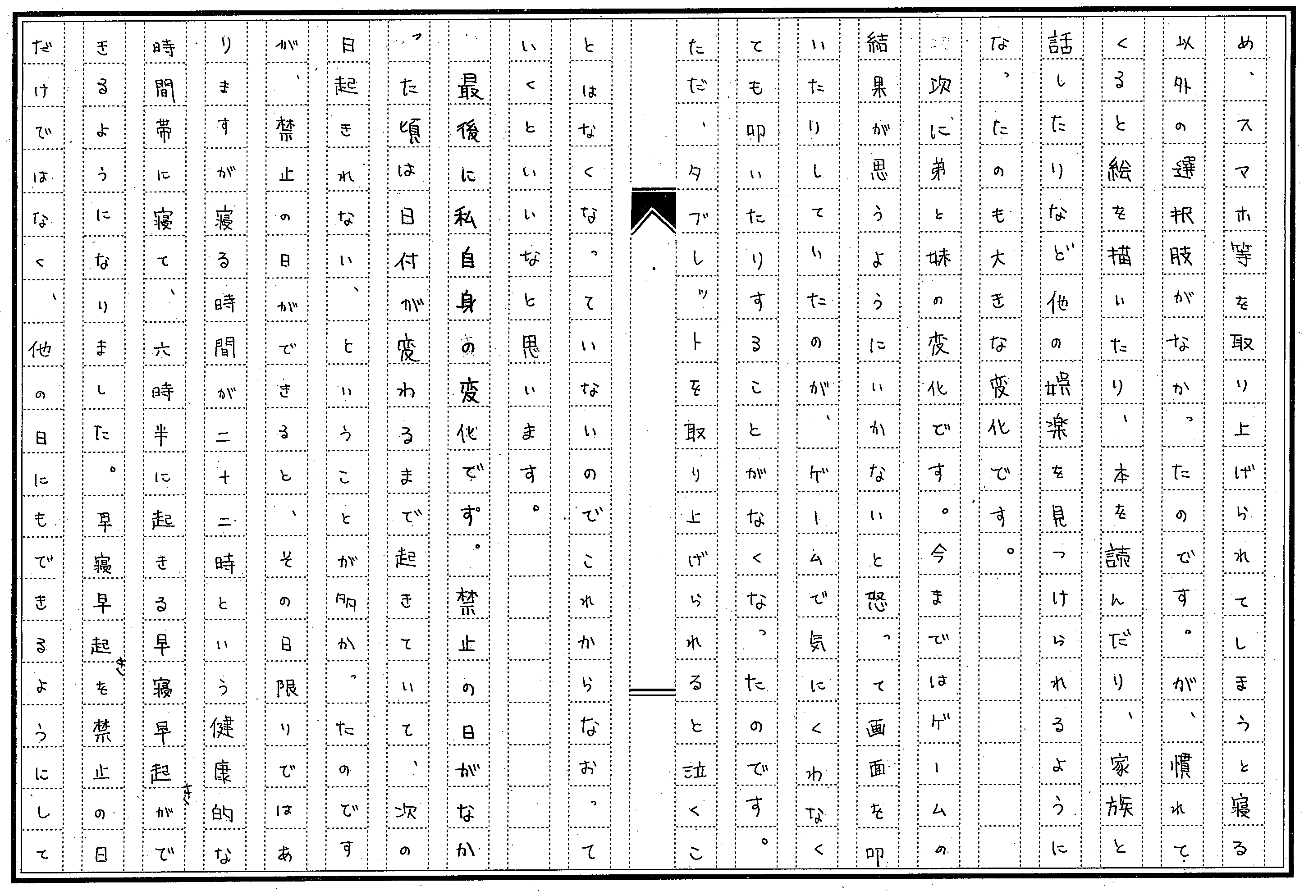 め、スマホ等を取り上げられてしまうと寝る
以外の選択肢がなかったのです。が、慣れて
くると絵を描いたり、本を読んだり、家族と
話したりなど他の娯楽を見つけられるように
な、たのも大きな変化です。
次に弟と妹の変化です。今まではゲームの
結果が思うようにいかないと怒って画面を叩
いたりしていたのが、ゲームで気にくわなく
ても叩いたりすることがなくなったのです。
ただ、タブレットを取り上げられると泣くこ
とはなくなっていないのでこれからなおって
いくといいなと思います。
最後に私自身の変化です。。禁止の日がなか
った頃は日付が変わるまで起きていて、次の
日起きれない、ということが多かったのです
が、禁止の日ができると、その日限りではあ
りますが寝る時間が二十二時という健康的な
時間帯に寝て、六時半に起きる早寝早起きがで
きるようになりました。早寝早起きを禁止の日
だけではなく、他の日にもできるようにして